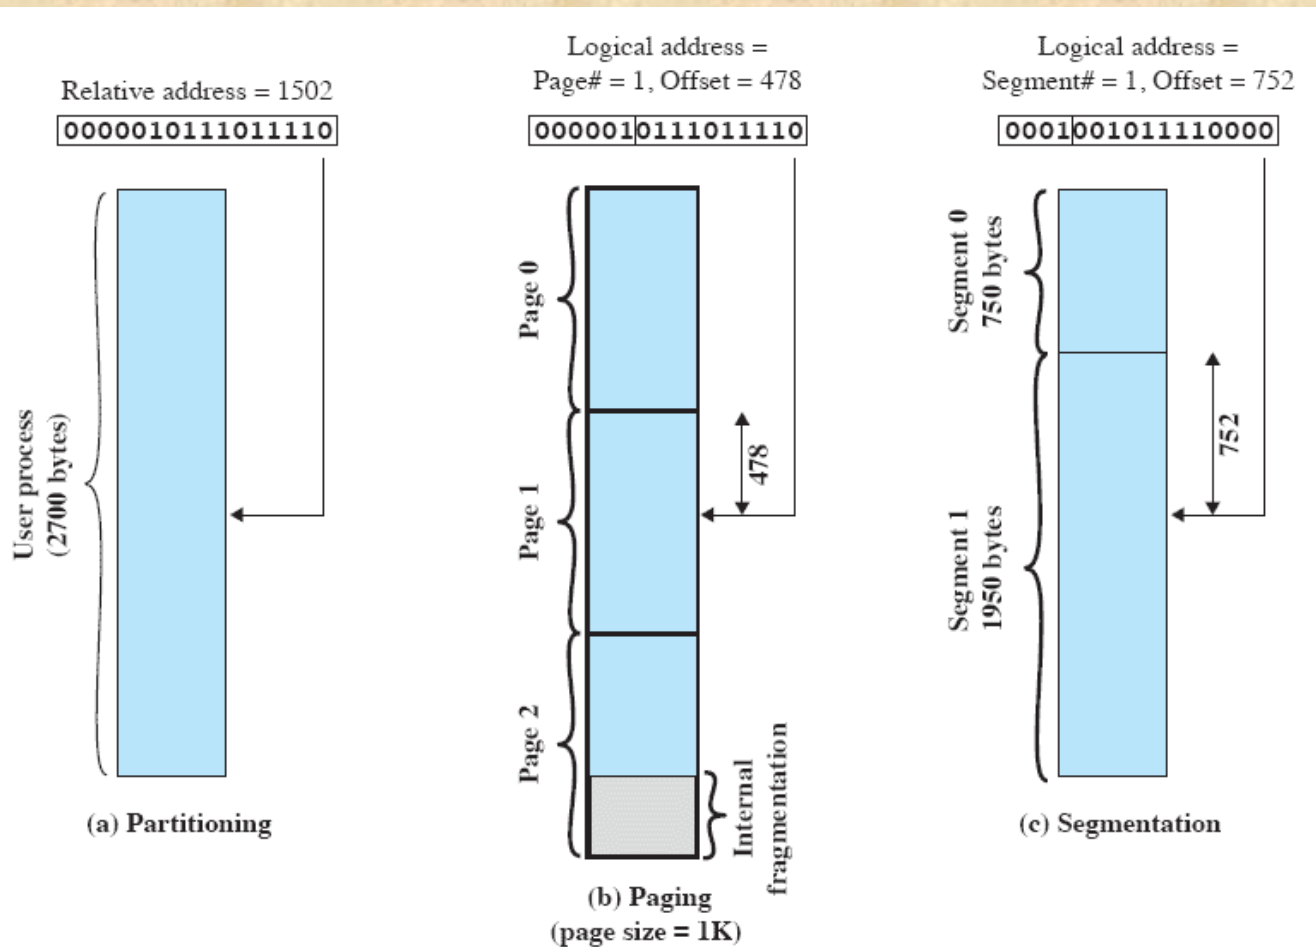 Relative address = 1502
0000010111011110
User process
(2700 bytes)
(a) Partitioning
Logical address =
Page# = 1, Offset = 478
000001 0111011110
Page 0
Page 1
Page 2
478
Internal
fragmentation
(b) Paging
(page size = 1K)
Logical address =
Segment# = 1, Offset = 752
0001 001011110000
Segment 0
750 bytes
752
Segment 1
1950 bytes
(c) Segmentation